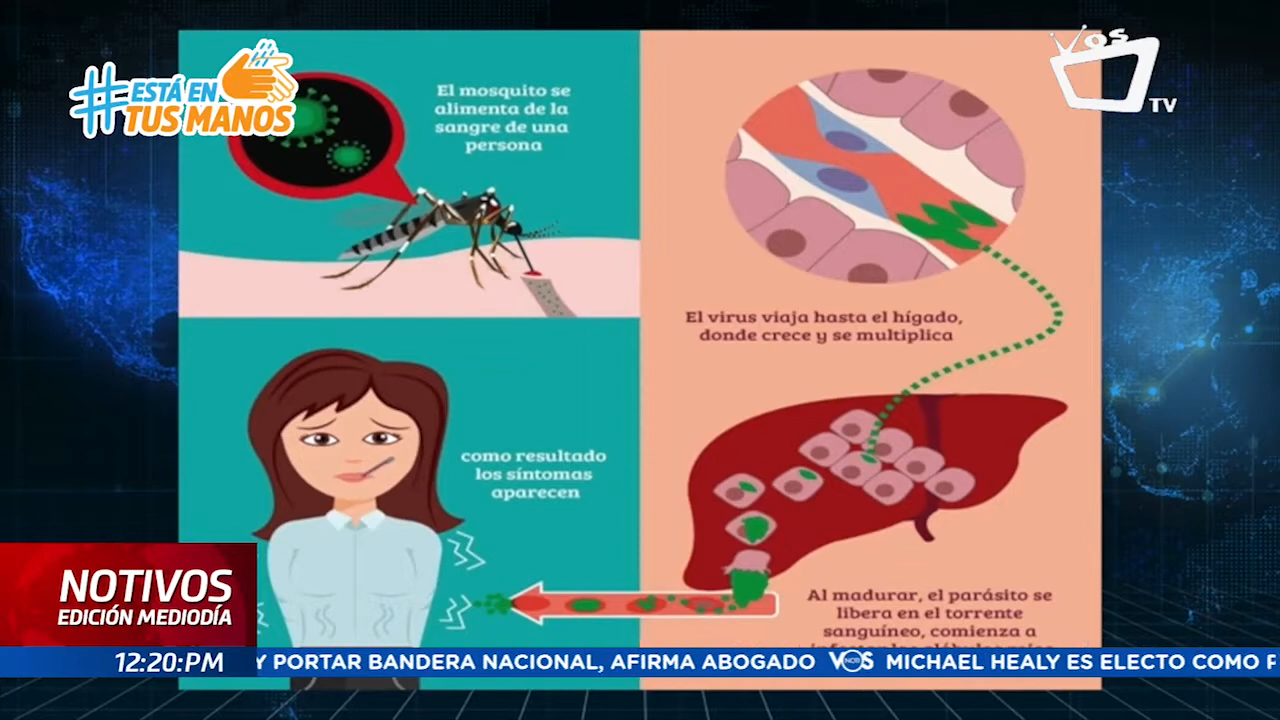 #ESTÁ EN
TUS MANOS
VOS
TV
El mosquito se
alimenta de la
sangre de una
persona
El virus viaja hasta el hígado,
donde crece y se multiplica
como resultado
los síntomas
aparecen
Al madurar, el parásito se
libera en el torrente
sanguíneo, comienza a
NOTIVOS
EDICIÓN MEDIODÍA
12:20:PM
Y PORTAR BANDERA NACIONAL, AFIRMA ABOGADO VOS MICHAEL HEALY ES ELECTO COMO P